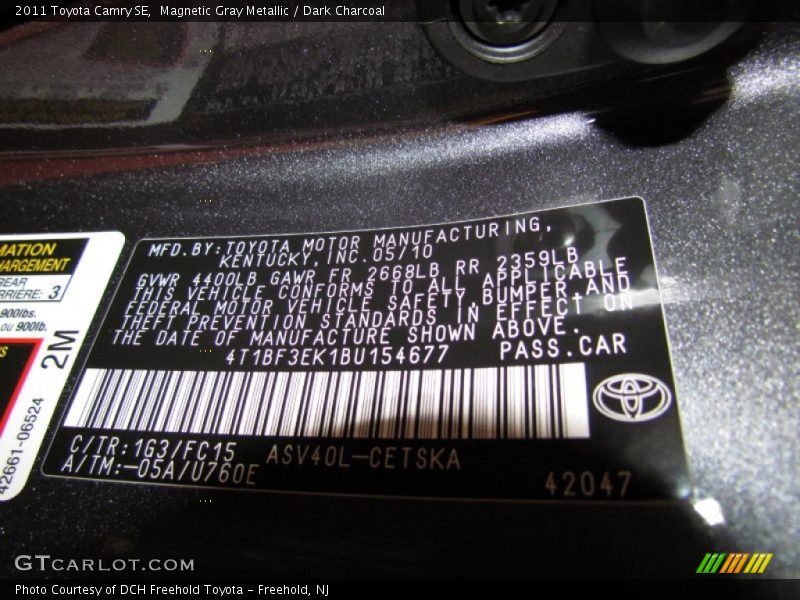 2011 Toyota Camry SE, Magnetic Gray Metallic / Dark Charcoal
MFD. BY: TOYOTA MOTOR MANUFACTURING,
KENTUCKY, INC. 05/10
GVWR 4400LB GAWR FR 2668LB RR 2359LB
THIS VEHICLE CONFORMS TO ALL APPLICABLE
FEDERAL MOTOR VEHICLE SAFETY, BUMPER AND
THEFT PREVENTION STANDARDS IN EFFECT ON
THE DATE OF MANUFACTURE SHOWN ABOVE.
4T1BF3EK1BU154677 PASS.CAR
C/TR:1G3/FC15
A/TM:-05A/U760E
ASV40L-CETSKA
42047
MATION
HARGEMENT
REAR
ARRIÈRE: 3
900lbs.
ou 900lb.
2M
42661-06524
GTCARLOT.COM
Photo Courtesy of DCH Freehold Toyota - Freehold, NJ